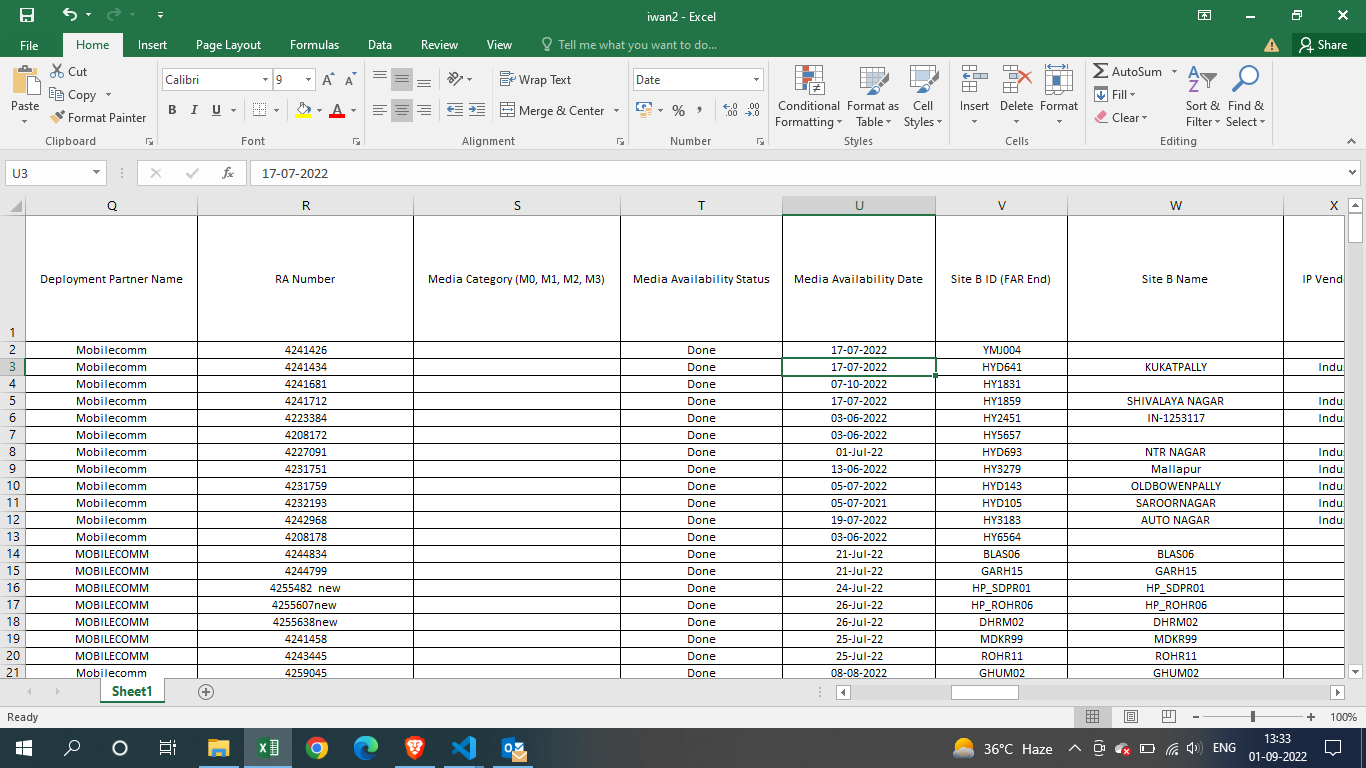 iwan2 - Excel
File Home Insert Page Layout Formulas Data Review View Tell me what you want to do... Share
Paste Cut Copy Format Painter Clipboard
Calibri 9 A A B I U A Font
Wrap Text Merge & Center Alignment
Date % , .0 .00 .00 .0 Number
Conditional Formatting Format as Table Cell Styles Styles
Insert Delete Format Cells
AutoSum Fill Clear Sort & Filter Find & Select Editing
U3 fx 17-07-2022
Q R S T U V W X
1 Deployment Partner Name RA Number Media Category (M0, M1, M2, M3) Media Availability Status Media Availability Date Site B ID (FAR End) Site B Name IP Vend
2 Mobilecomm 4241426 Done 17-07-2022 YMJ004
3 Mobilecomm 4241434 Done 17-07-2022 HYD641 KUKATPALLY Indu
4 Mobilecomm 4241681 Done 07-10-2022 HY1831
5 Mobilecomm 4241712 Done 17-07-2022 HY1859 SHIVALAYA NAGAR Indu
6 Mobilecomm 4223384 Done 03-06-2022 HY2451 IN-1253117 Indu
7 Mobilecomm 4208172 Done 03-06-2022 HY5657
8 Mobilecomm 4227091 Done 01-Jul-22 HYD693 NTR NAGAR Indu
9 Mobilecomm 4231751 Done 13-06-2022 HY3279 Mallapur Indu
10 Mobilecomm 4231759 Done 05-07-2022 HYD143 OLDBOWENPALLY Indu
11 Mobilecomm 4232193 Done 05-07-2021 HYD105 SAROORNAGAR Indu
12 Mobilecomm 4242968 Done 19-07-2022 HY3183 AUTO NAGAR Indu
13 Mobilecomm 4208178 Done 03-06-2022 HY6564
14 MOBILECOMM 4244834 Done 21-Jul-22 BLAS06 BLAS06
15 MOBILECOMM 4244799 Done 21-Jul-22 GARH15 GARH15
16 MOBILECOMM 4255482 new Done 24-Jul-22 HP_SDPR01 HP_SDPR01
17 MOBILECOMM 4255607new Done 26-Jul-22 HP_ROHR06 HP_ROHR06
18 MOBILECOMM 4255638new Done 26-Jul-22 DHRM02 DHRM02
19 MOBILECOMM 4241458 Done 25-Jul-22 MDKR99 MDKR99
20 MOBILECOMM 4243445 Done 25-Jul-22 ROHR11 ROHR11
21 Mobilecomm 4259045 Done 08-08-2022 GHUM02 GHUM02
Sheet1
Ready 100%
36°C Haze ENG 13:33
01-09-2022